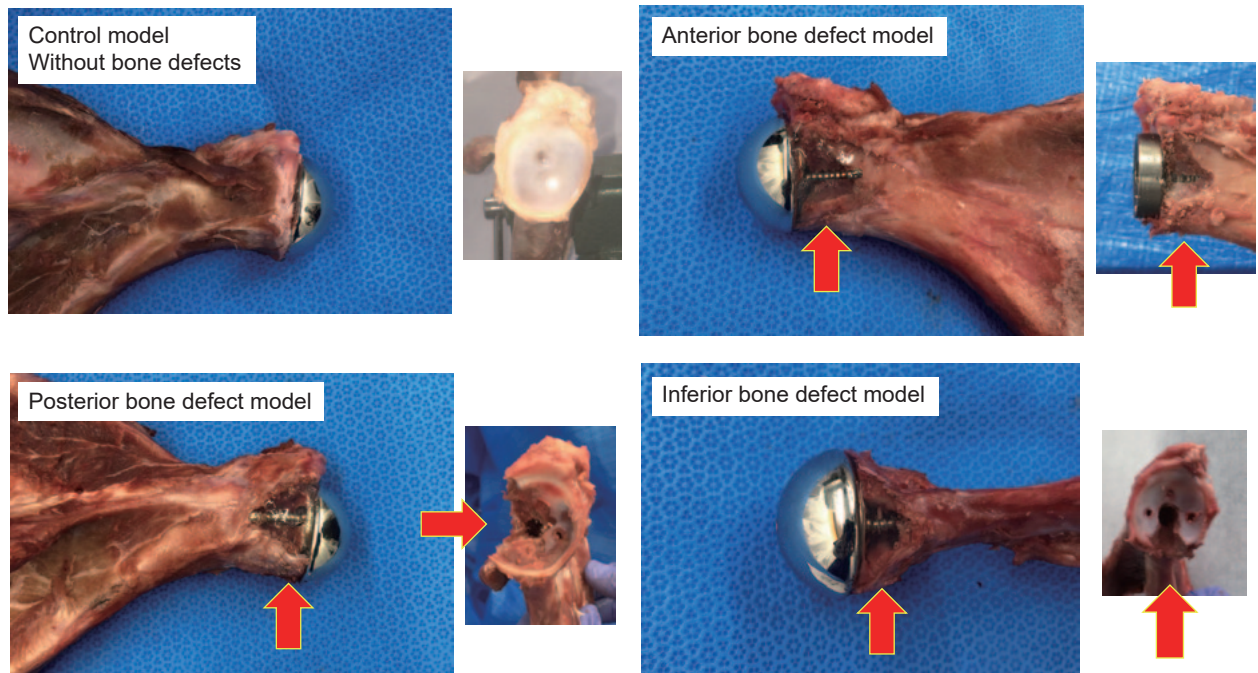 Control model
Without bone defects
Anterior bone defect model
Posterior bone defect model
Inferior bone defect model